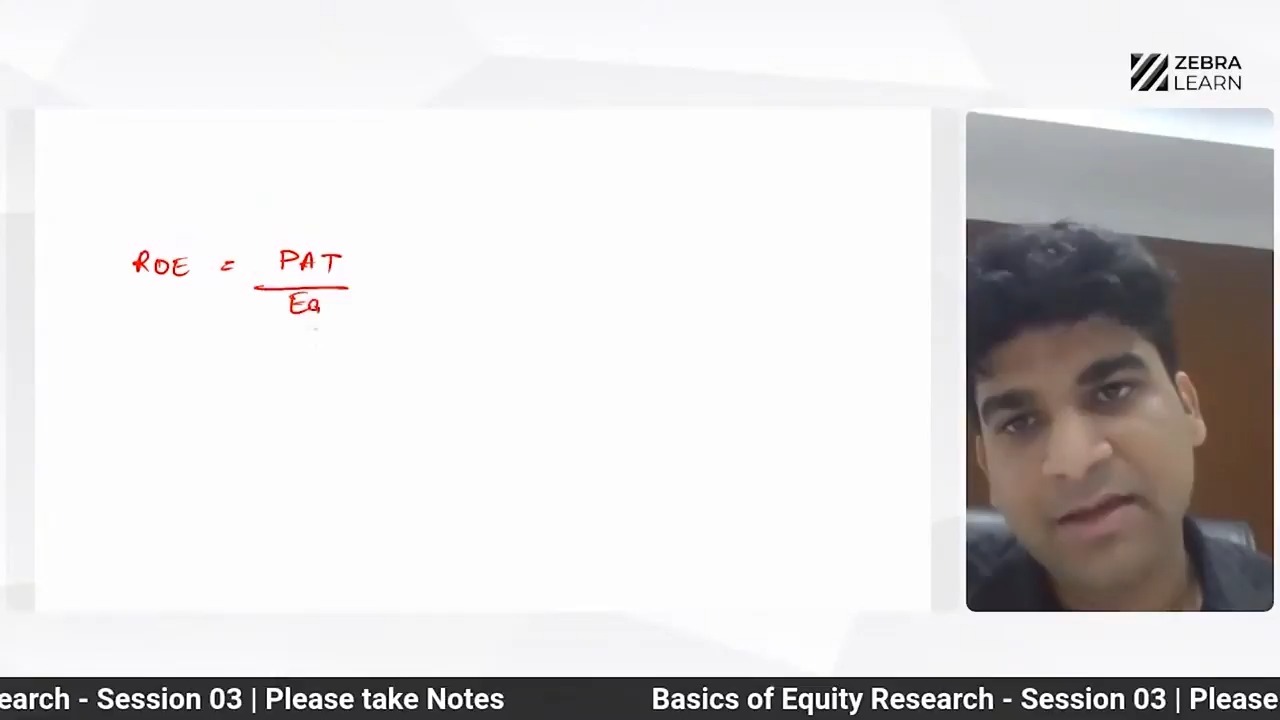 ZEBRA
LEARN
ROE = PAT
Eq
earch - Session 03 | Please take Notes
Basics of Equity Research - Session 03 | Please